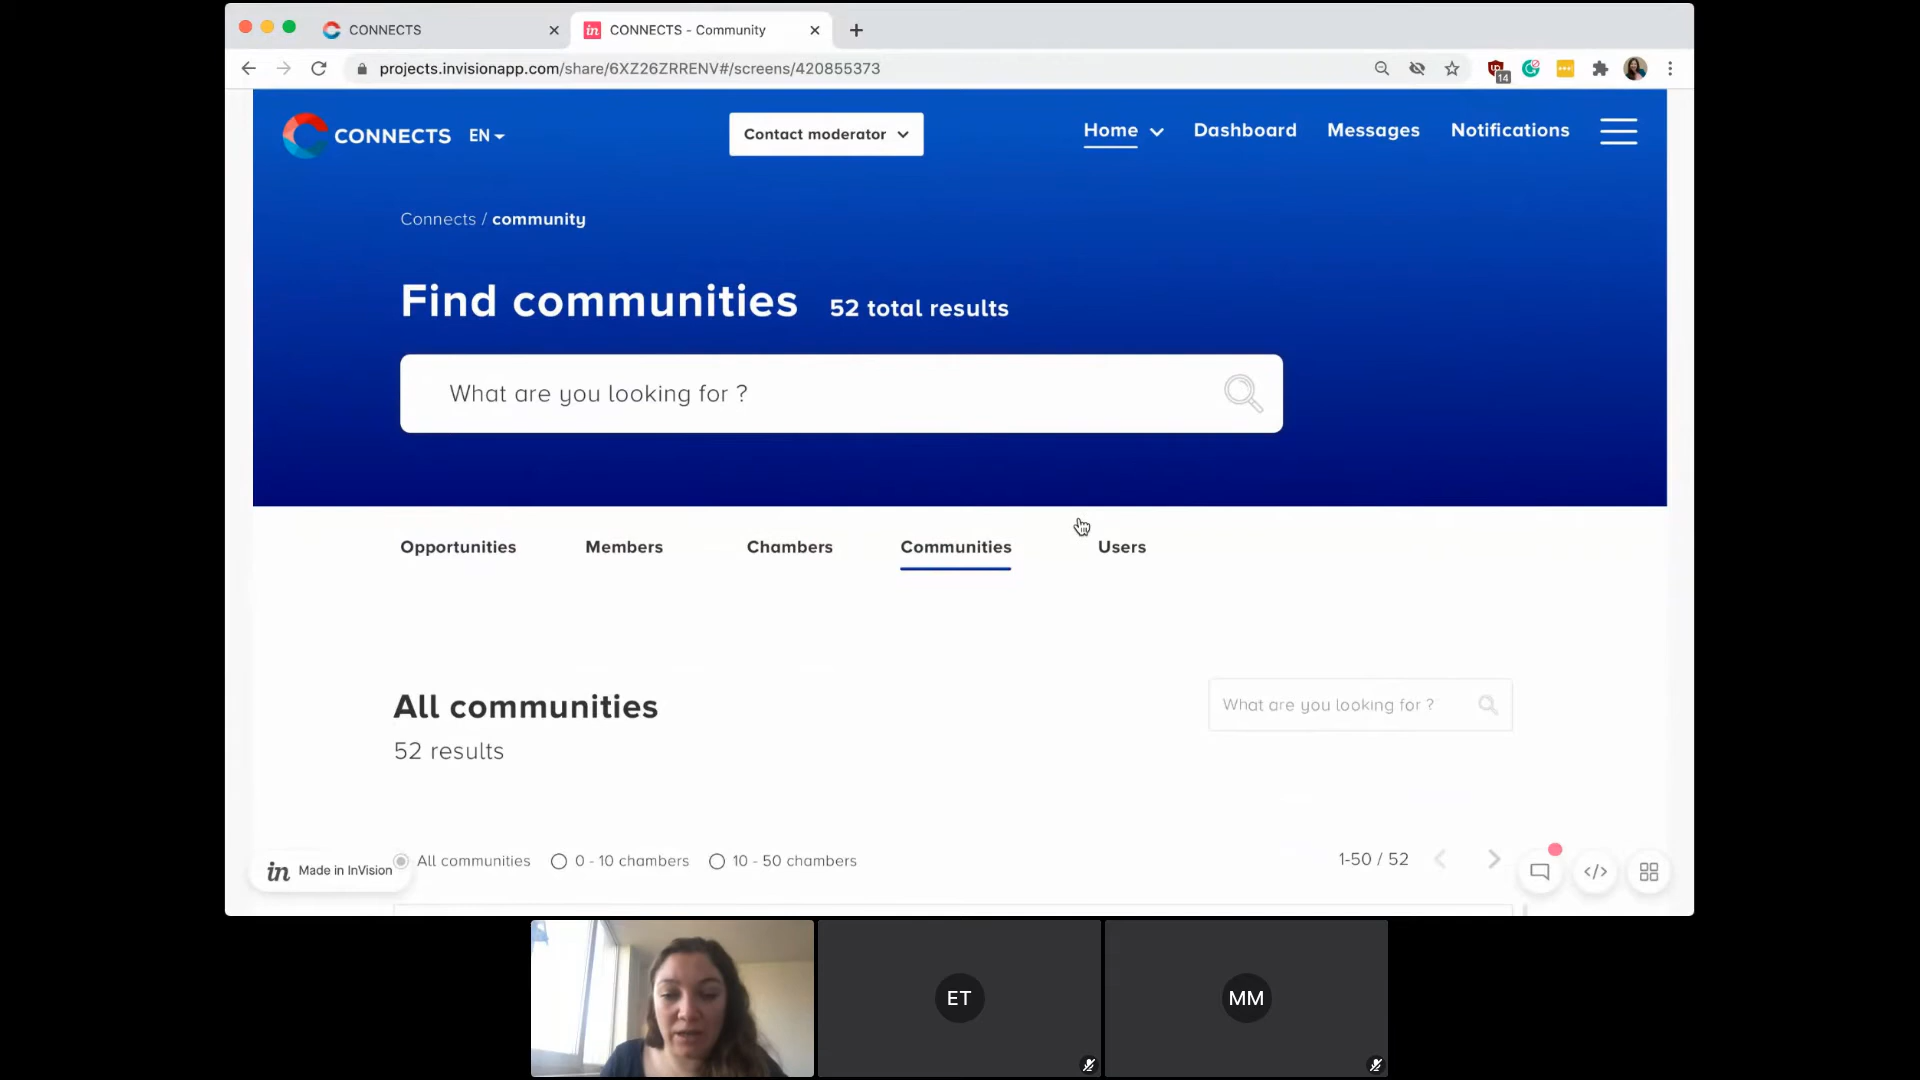 CONNECTS
CONNECTS - Community
projects.invisionapp.com/share/6XZ26ZRRENV#/screens/420855373
14
CONNECTS
EN
Contact moderator
Home
Dashboard
Messages
Notifications
Connects / community
Find communities
52 total results
What are you looking for ?
Opportunities
Members
Chambers
Communities
Users
All communities
52 results
What are you looking for ?
in Made in InVision
All communities
0 - 10 chambers
10 - 50 chambers
1-50 / 52
</>
ET
MM